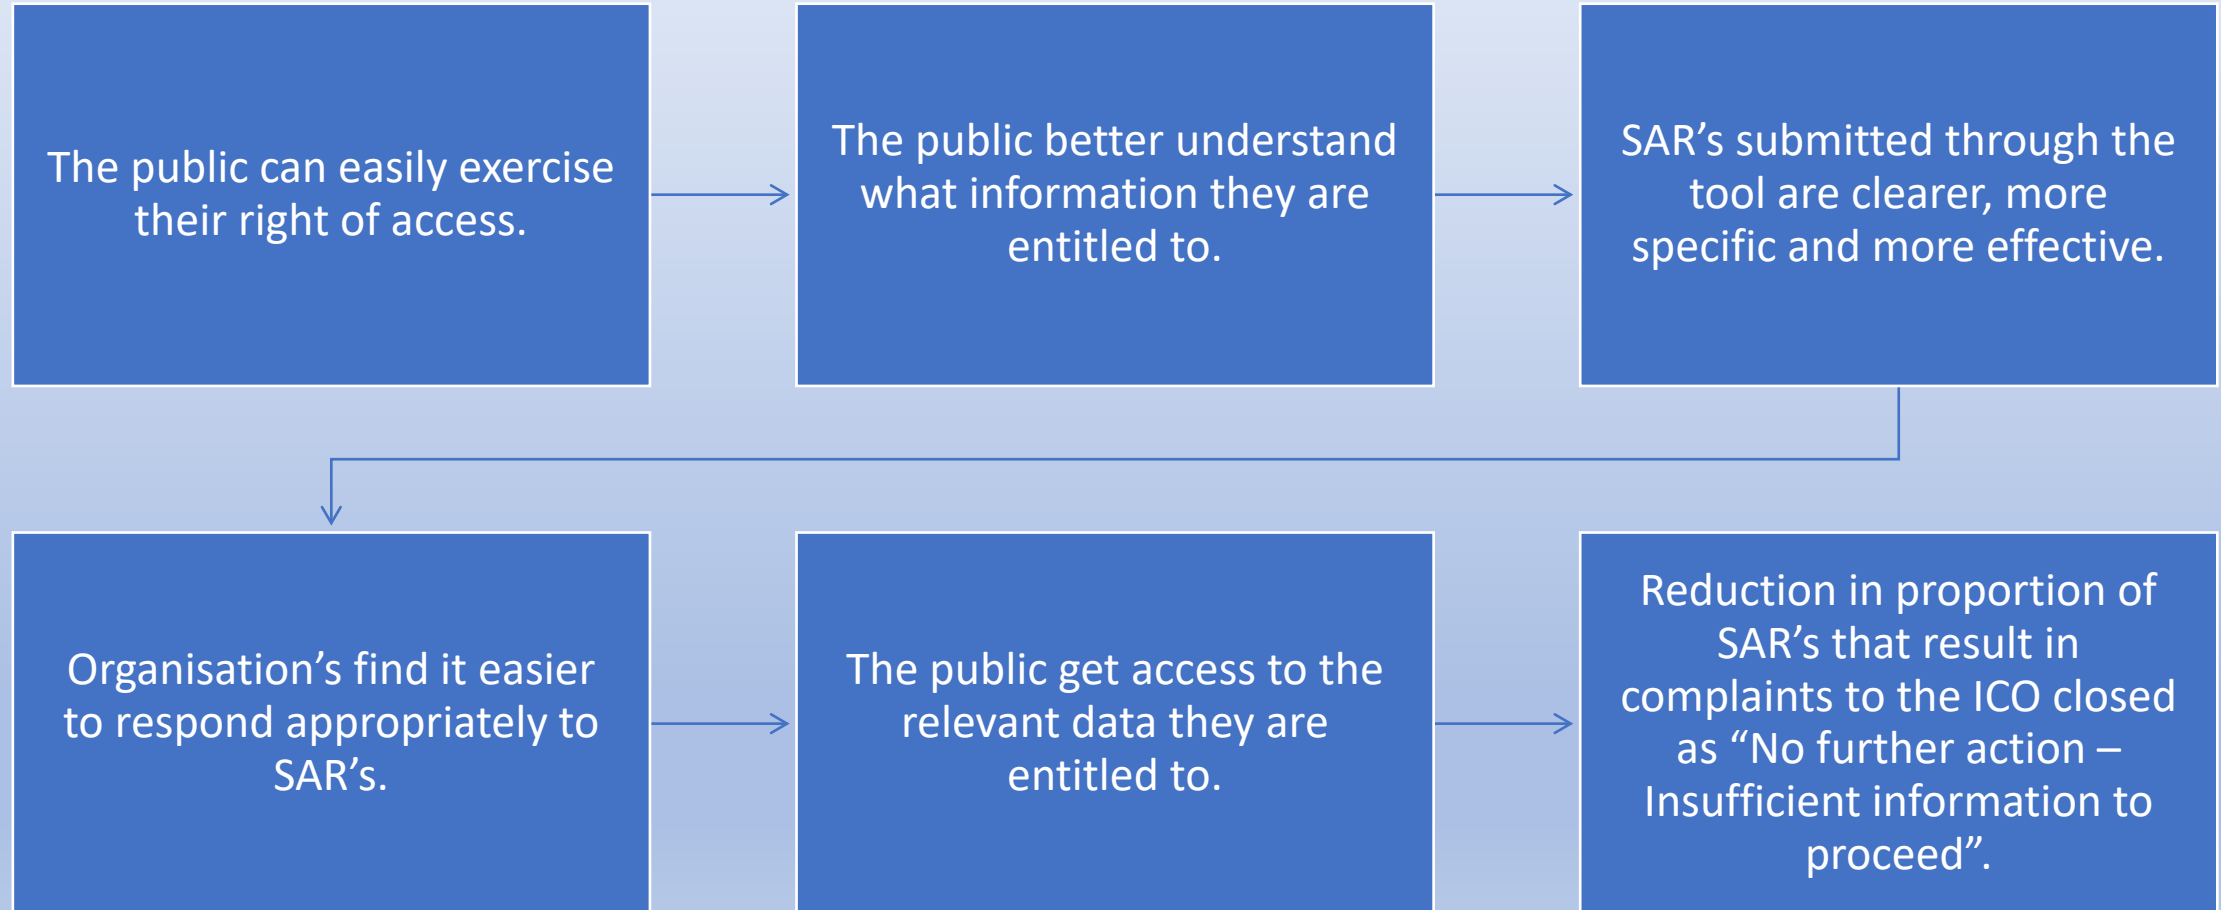 The public can easily exercise
their right of access.
The public better understand
what information they are
entitled to.
SAR’s submitted through the
tool are clearer, more
specific and more effective.
Organisation’s find it easier
to respond appropriately to
SAR’s.
The public get access to the
relevant data they are
entitled to.
Reduction in proportion of
SAR’s that result in
complaints to the ICO closed
as “No further action –
Insufficient information to
proceed”.